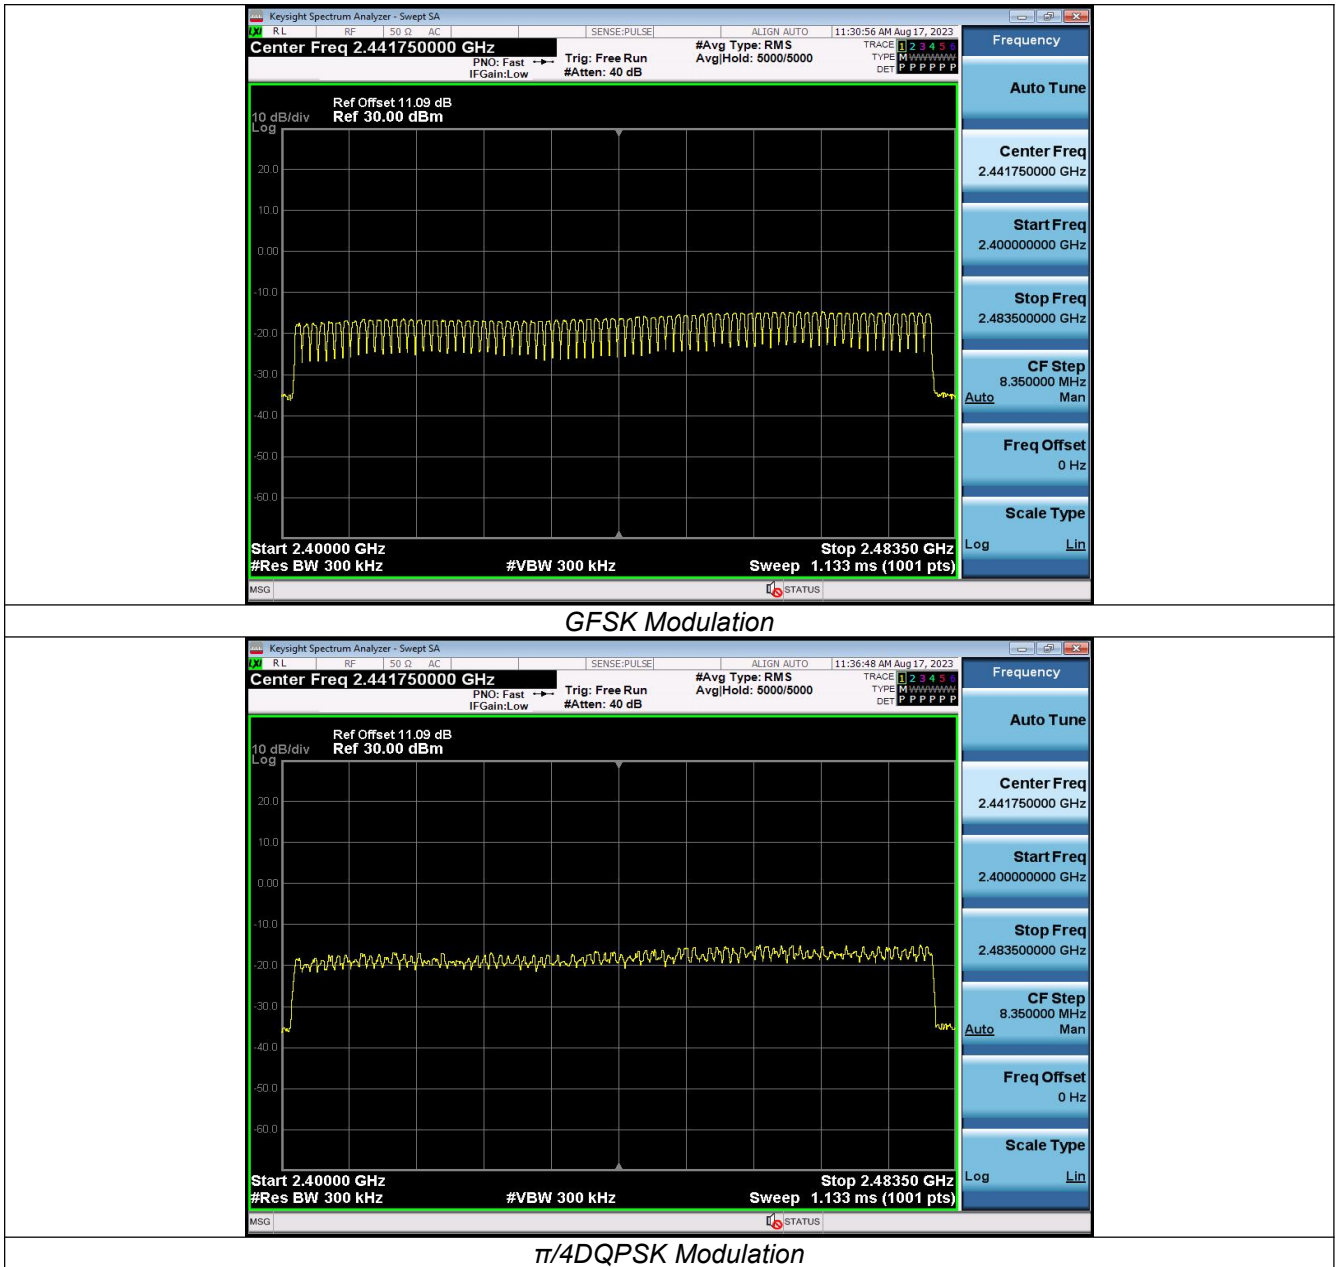 Keysight Spectrum Analyzer - Swept SA
LXI RL RF 50 Ω AC SENSE:PULSE ALIGN AUTO 11:30:56 AM Aug 17, 2023
Center Freq 2.441750000 GHz #Avg Type: RMS TRACE 1 2 3 4 5 6
PNO: Fast Trig: Free Run Avg|Hold: 5000/5000 TYPE M WWWWW
IFGain:Low #Atten: 40 dB DET P P P P P P
Ref Offset 11.09 dB
10 dB/div Ref 30.00 dBm
Log
20.0
10.0
0.00
-10.0
-20.0
-30.0
-40.0
-50.0
-60.0
Start 2.40000 GHz Stop 2.48350 GHz
#Res BW 300 kHz #VBW 300 kHz Sweep 1.133 ms (1001 pts)
MSG STATUS
Frequency
Auto Tune
Center Freq
2.441750000 GHz
Start Freq
2.400000000 GHz
Stop Freq
2.483500000 GHz
CF Step
8.350000 MHz
Auto Man
Freq Offset
0 Hz
Scale Type
Log Lin
GFSK Modulation
Keysight Spectrum Analyzer - Swept SA
LXI RL RF 50 Ω AC SENSE:PULSE ALIGN AUTO 11:36:48 AM Aug 17, 2023
Center Freq 2.441750000 GHz #Avg Type: RMS TRACE 1 2 3 4 5 6
PNO: Fast Trig: Free Run Avg|Hold: 5000/5000 TYPE M WWWWW
IFGain:Low #Atten: 40 dB DET P P P P P P
Ref Offset 11.09 dB
10 dB/div Ref 30.00 dBm
Log
20.0
10.0
0.00
-10.0
-20.0
-30.0
-40.0
-50.0
-60.0
Start 2.40000 GHz Stop 2.48350 GHz
#Res BW 300 kHz #VBW 300 kHz Sweep 1.133 ms (1001 pts)
MSG STATUS
Frequency
Auto Tune
Center Freq
2.441750000 GHz
Start Freq
2.400000000 GHz
Stop Freq
2.483500000 GHz
CF Step
8.350000 MHz
Auto Man
Freq Offset
0 Hz
Scale Type
Log Lin
π/4DQPSK Modulation